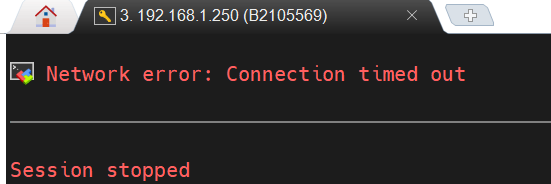 3. 192.168.1.250 (B2105569)
Network error: Connection timed out
Session stopped